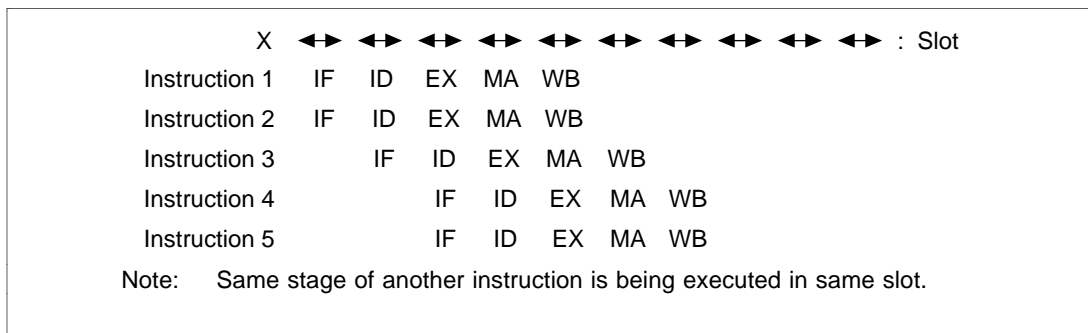 X : Slot
Instruction 1 IF ID EX MA WB
Instruction 2 IF ID EX MA WB
Instruction 3 IF ID EX MA WB
Instruction 4 IF ID EX MA WB
Instruction 5 IF ID EX MA WB
Note: Same stage of another instruction is being executed in same slot.